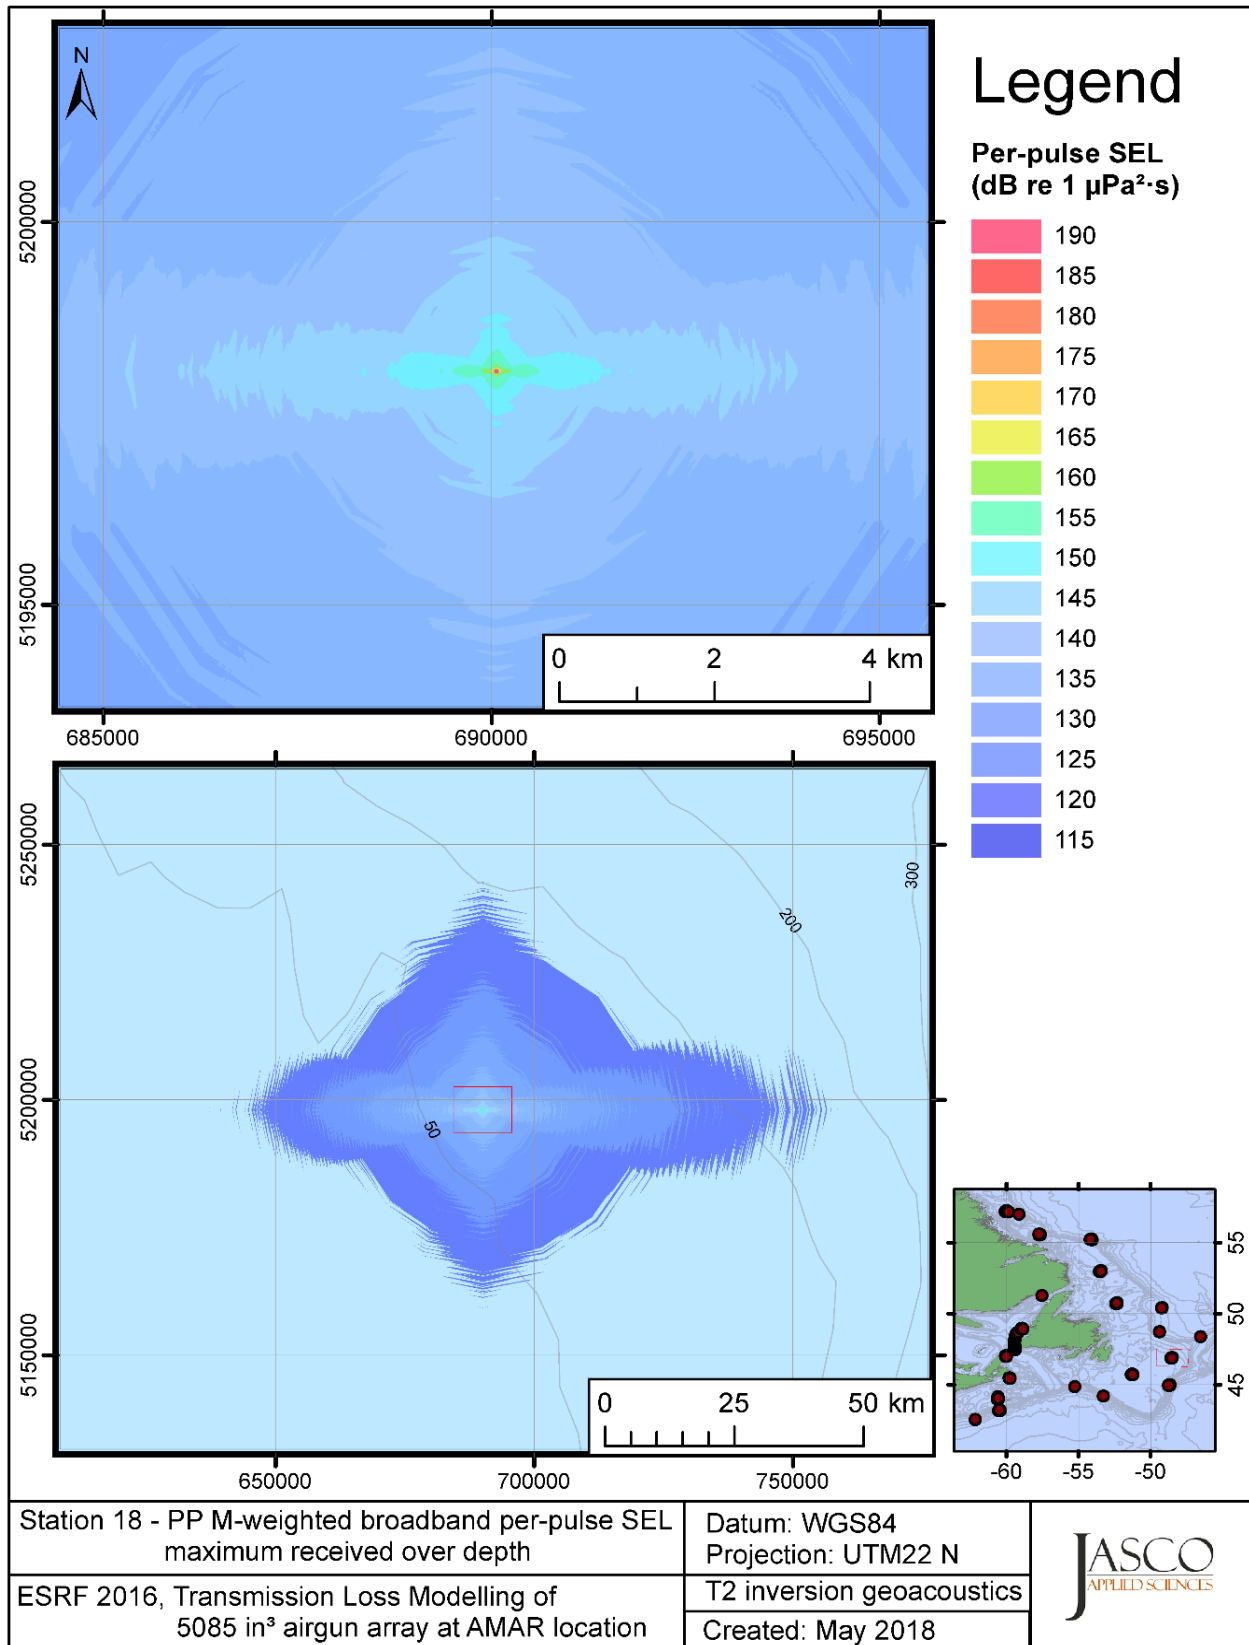 N
5200000
5195000
0 2 4 km
685000 690000 695000
Legend
Per-pulse SEL
(dB re 1 µPa²·s)
190
185
180
175
170
165
160
155
150
145
140
135
130
125
120
115
5250000
5200000
5150000
300
200
50
0 25 50 km
650000 700000 750000
55
50
45
-60 -55 -50
Station 18 - PP M-weighted broadband per-pulse SEL
maximum received over depth
ESRF 2016, Transmission Loss Modelling of
5085 in³ airgun array at AMAR location
Datum: WGS84
Projection: UTM22 N
T2 inversion geoacoustics
Created: May 2018
JASCO
APPLIED SCIENCES